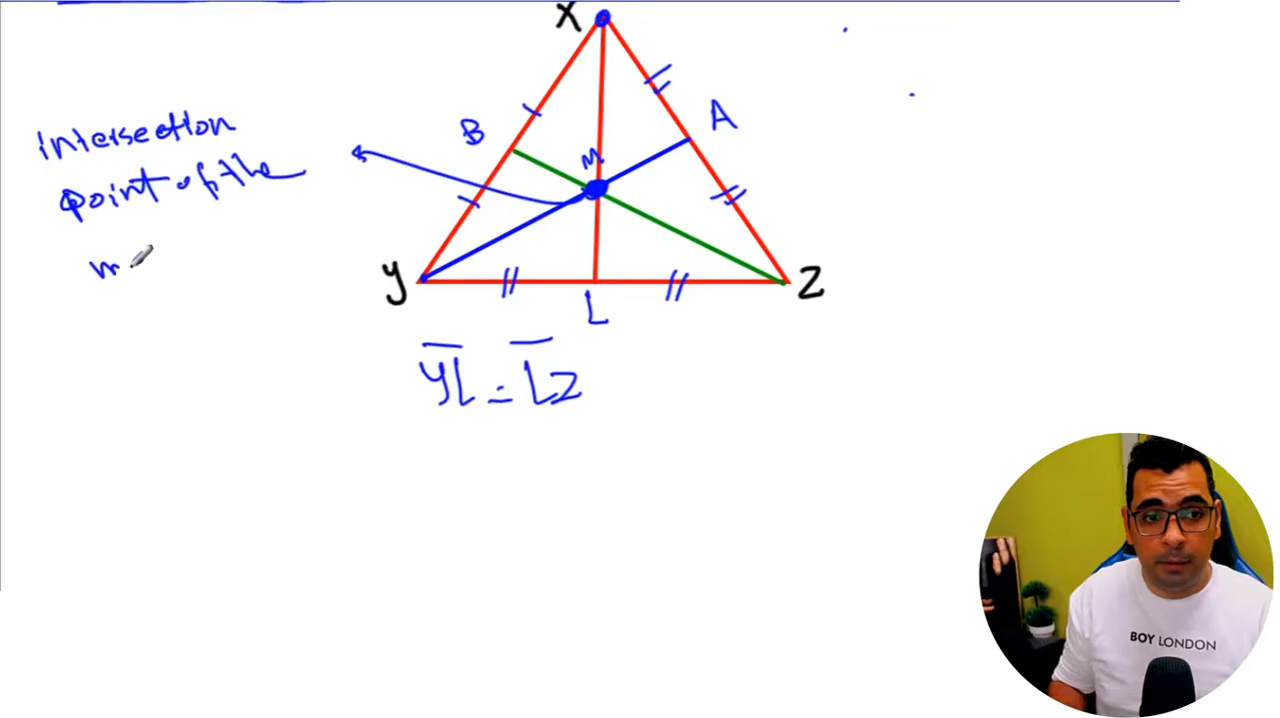 X
intersection
point of the
m
B
A
M
Y
Z
L
YL = LZ
BOY LONDON